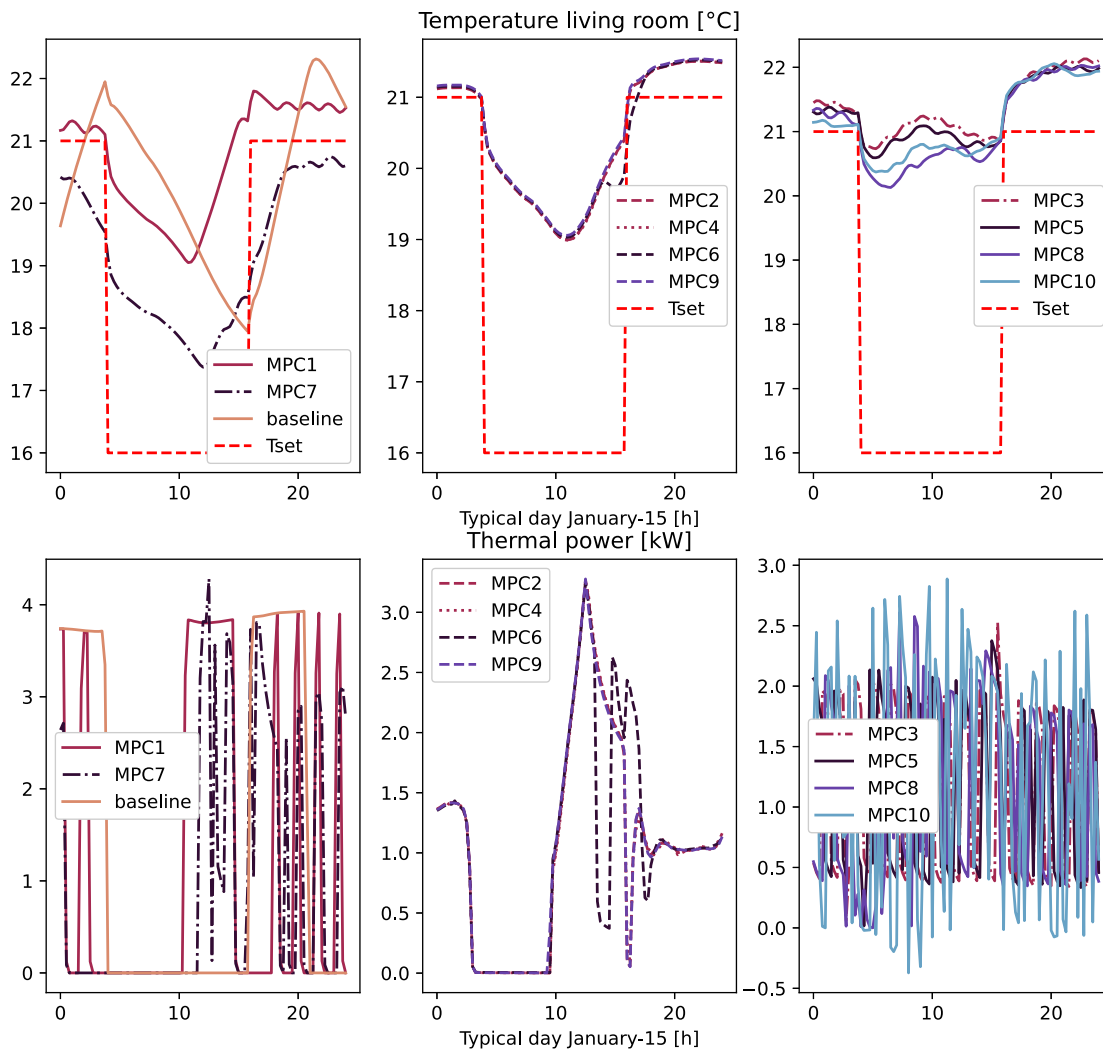 Temperature living room [°C]
22
21
20
19
18
17
16
0
10
20
MPC1
MPC7
baseline
Tset
21
20
19
18
17
16
0
10
20
MPC2
MPC4
MPC6
MPC9
Tset
22
21
20
19
18
17
16
0
10
20
MPC3
MPC5
MPC8
MPC10
Tset
Typical day January-15 [h]
Thermal power [kW]
4
3
2
1
0
0
10
20
MPC1
MPC7
baseline
3.0
2.5
2.0
1.5
1.0
0.5
0.0
0
10
20
MPC2
MPC4
MPC6
MPC9
3.0
2.5
2.0
1.5
1.0
0.5
0.0
−0.5
0
10
20
MPC3
MPC5
MPC8
MPC10
Typical day January-15 [h]